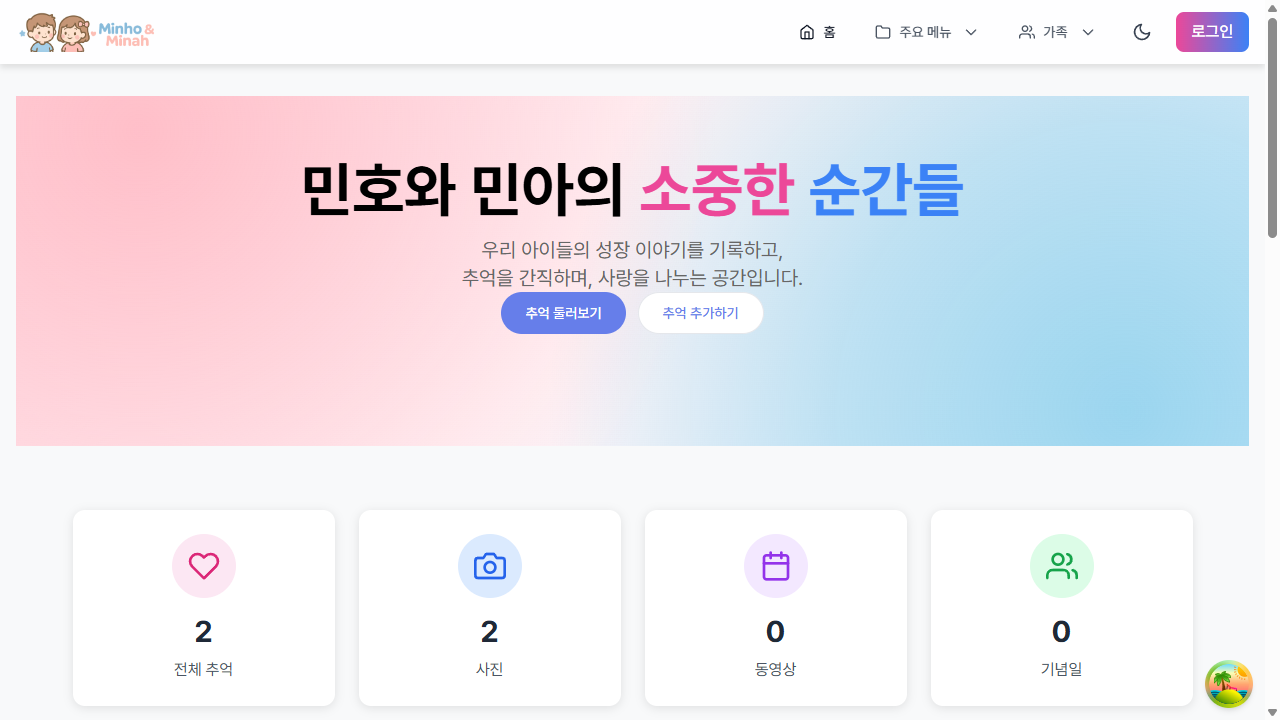 Minho &
Minah
홈
주요 메뉴
가족
로그인
민호와 민아의 소중한 순간들
우리 아이들의 성장 이야기를 기록하고,
추억을 간직하며, 사랑을 나누는 공간입니다.
추억 둘러보기
추억 추가하기
2
전체 추억
2
사진
0
동영상
0
기념일